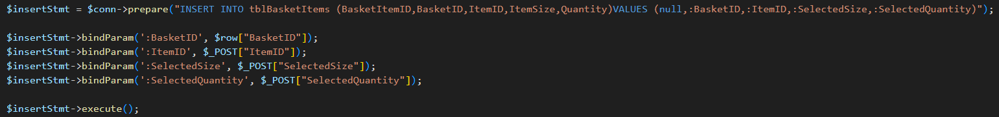 $insertStmt = $conn->prepare("INSERT INTO tblBasketItems (BasketItemID,BasketID,ItemID,ItemSize,Quantity)VALUES (null,:BasketID,:ItemID,:SelectedSize,:SelectedQuantity)");
$insertStmt->bindParam(':BasketID', $row["BasketID"]);
$insertStmt->bindParam(':ItemID', $_POST["ItemID"]);
$insertStmt->bindParam(':SelectedSize', $_POST["SelectedSize"]);
$insertStmt->bindParam(':SelectedQuantity', $_POST["SelectedQuantity"]);
$insertStmt->execute();